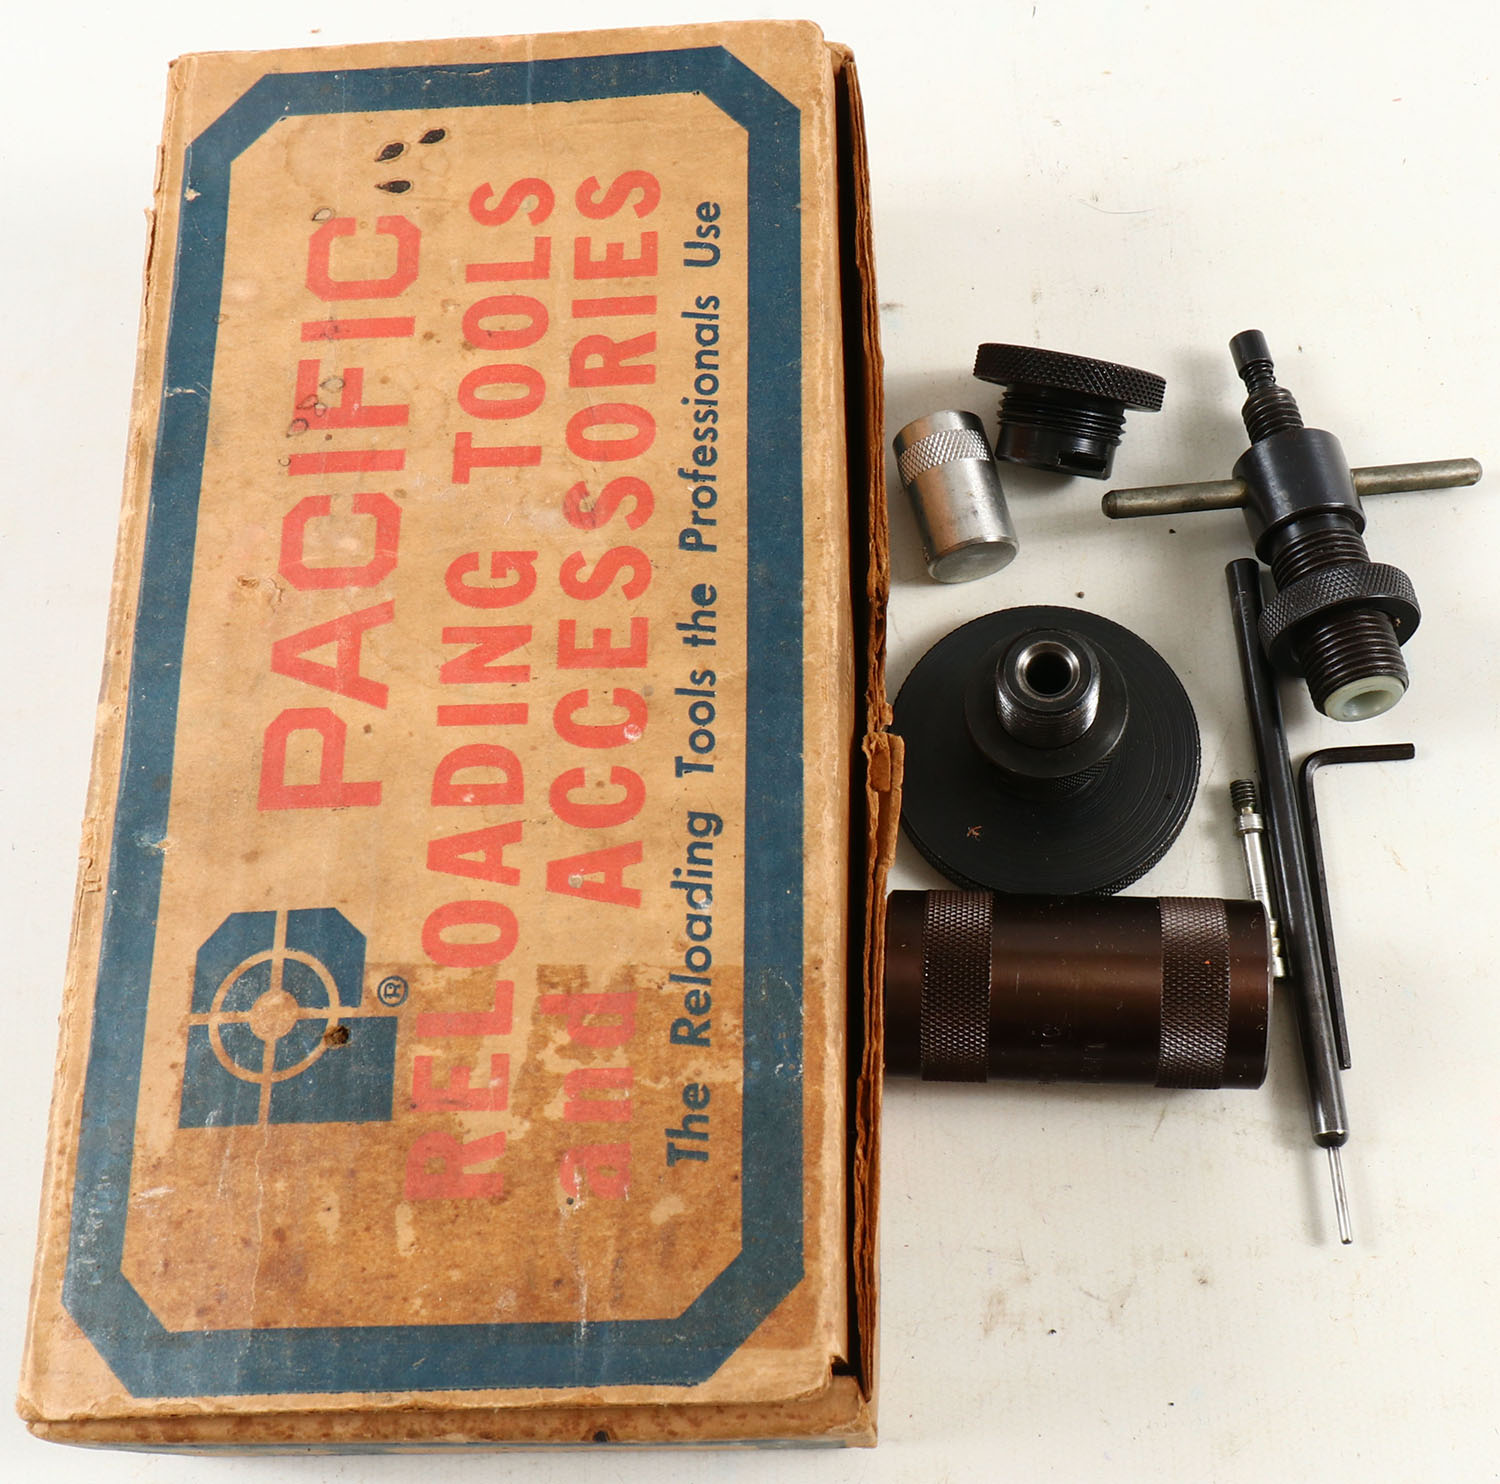 PACIFIC
RELOADING TOOLS
and ACCESSORIES
The Reloading Tools the Professionals Use
®